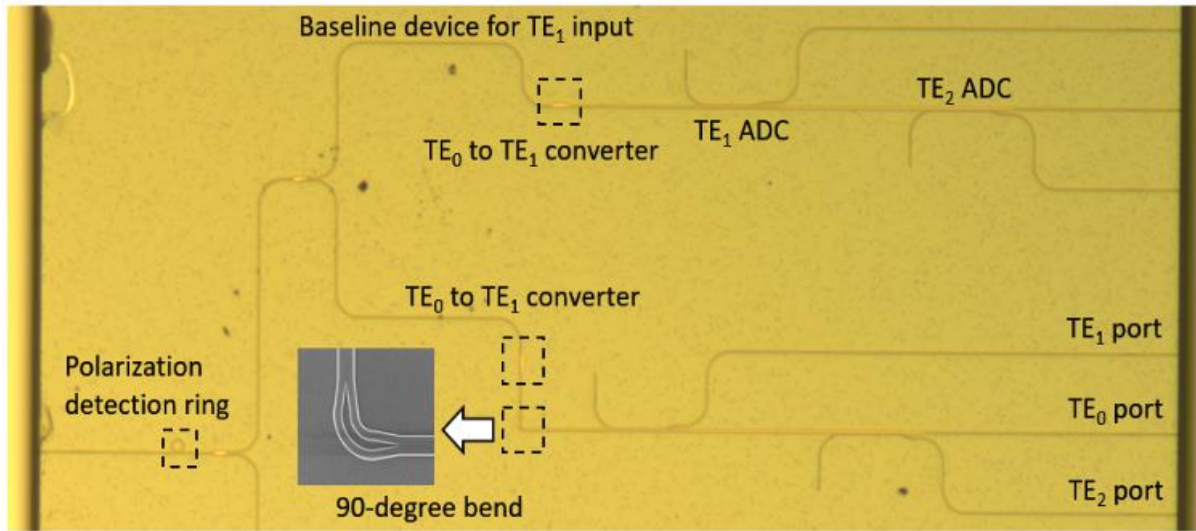 Baseline device for TE₁ input
TE₂ ADC
TE₁ ADC
TE₀ to TE₁ converter
TE₀ to TE₁ converter
TE₁ port
Polarization
detection ring
TE₀ port
TE₂ port
90-degree bend